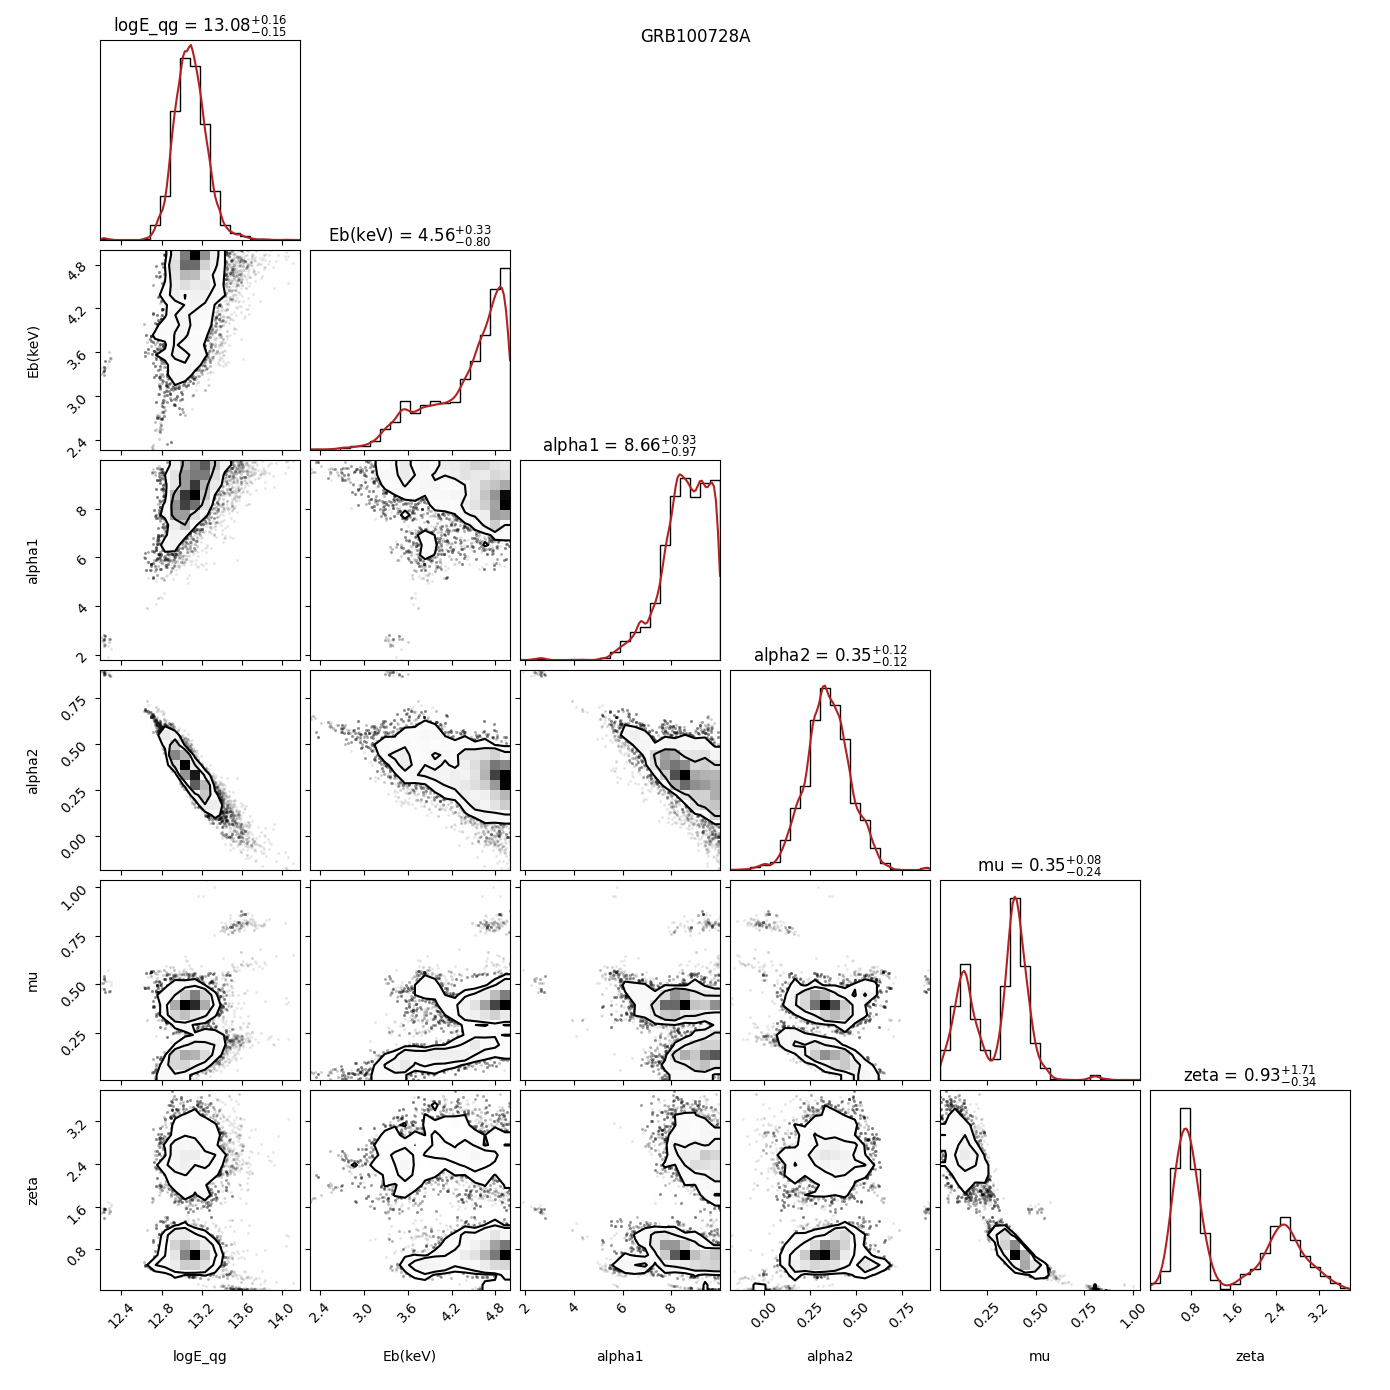 logE_qg = 13.08+0.16−0.15
GRB100728A
Eb(keV) = 4.56+0.33−0.80
4.8
4.2
3.6
3.0
2.4
Eb(keV)
alpha1 = 8.66+0.93−0.97
8
6
4
2
alpha1
alpha2 = 0.35+0.12−0.12
0.75
0.50
0.25
0.00
alpha2
mu = 0.35+0.08−0.24
1.00
0.75
0.50
0.25
mu
zeta = 0.93+1.71−0.34
3.2
2.4
1.6
0.8
zeta
12.4 12.8 13.2 13.6 14.0 2.4 3.0 3.6 4.2 4.8 2 4 6 8 0.00 0.25 0.50 0.75 0.25 0.50 0.75 1.00 0.8 1.6 2.4 3.2
logE_qg Eb(keV) alpha1 alpha2 mu zeta